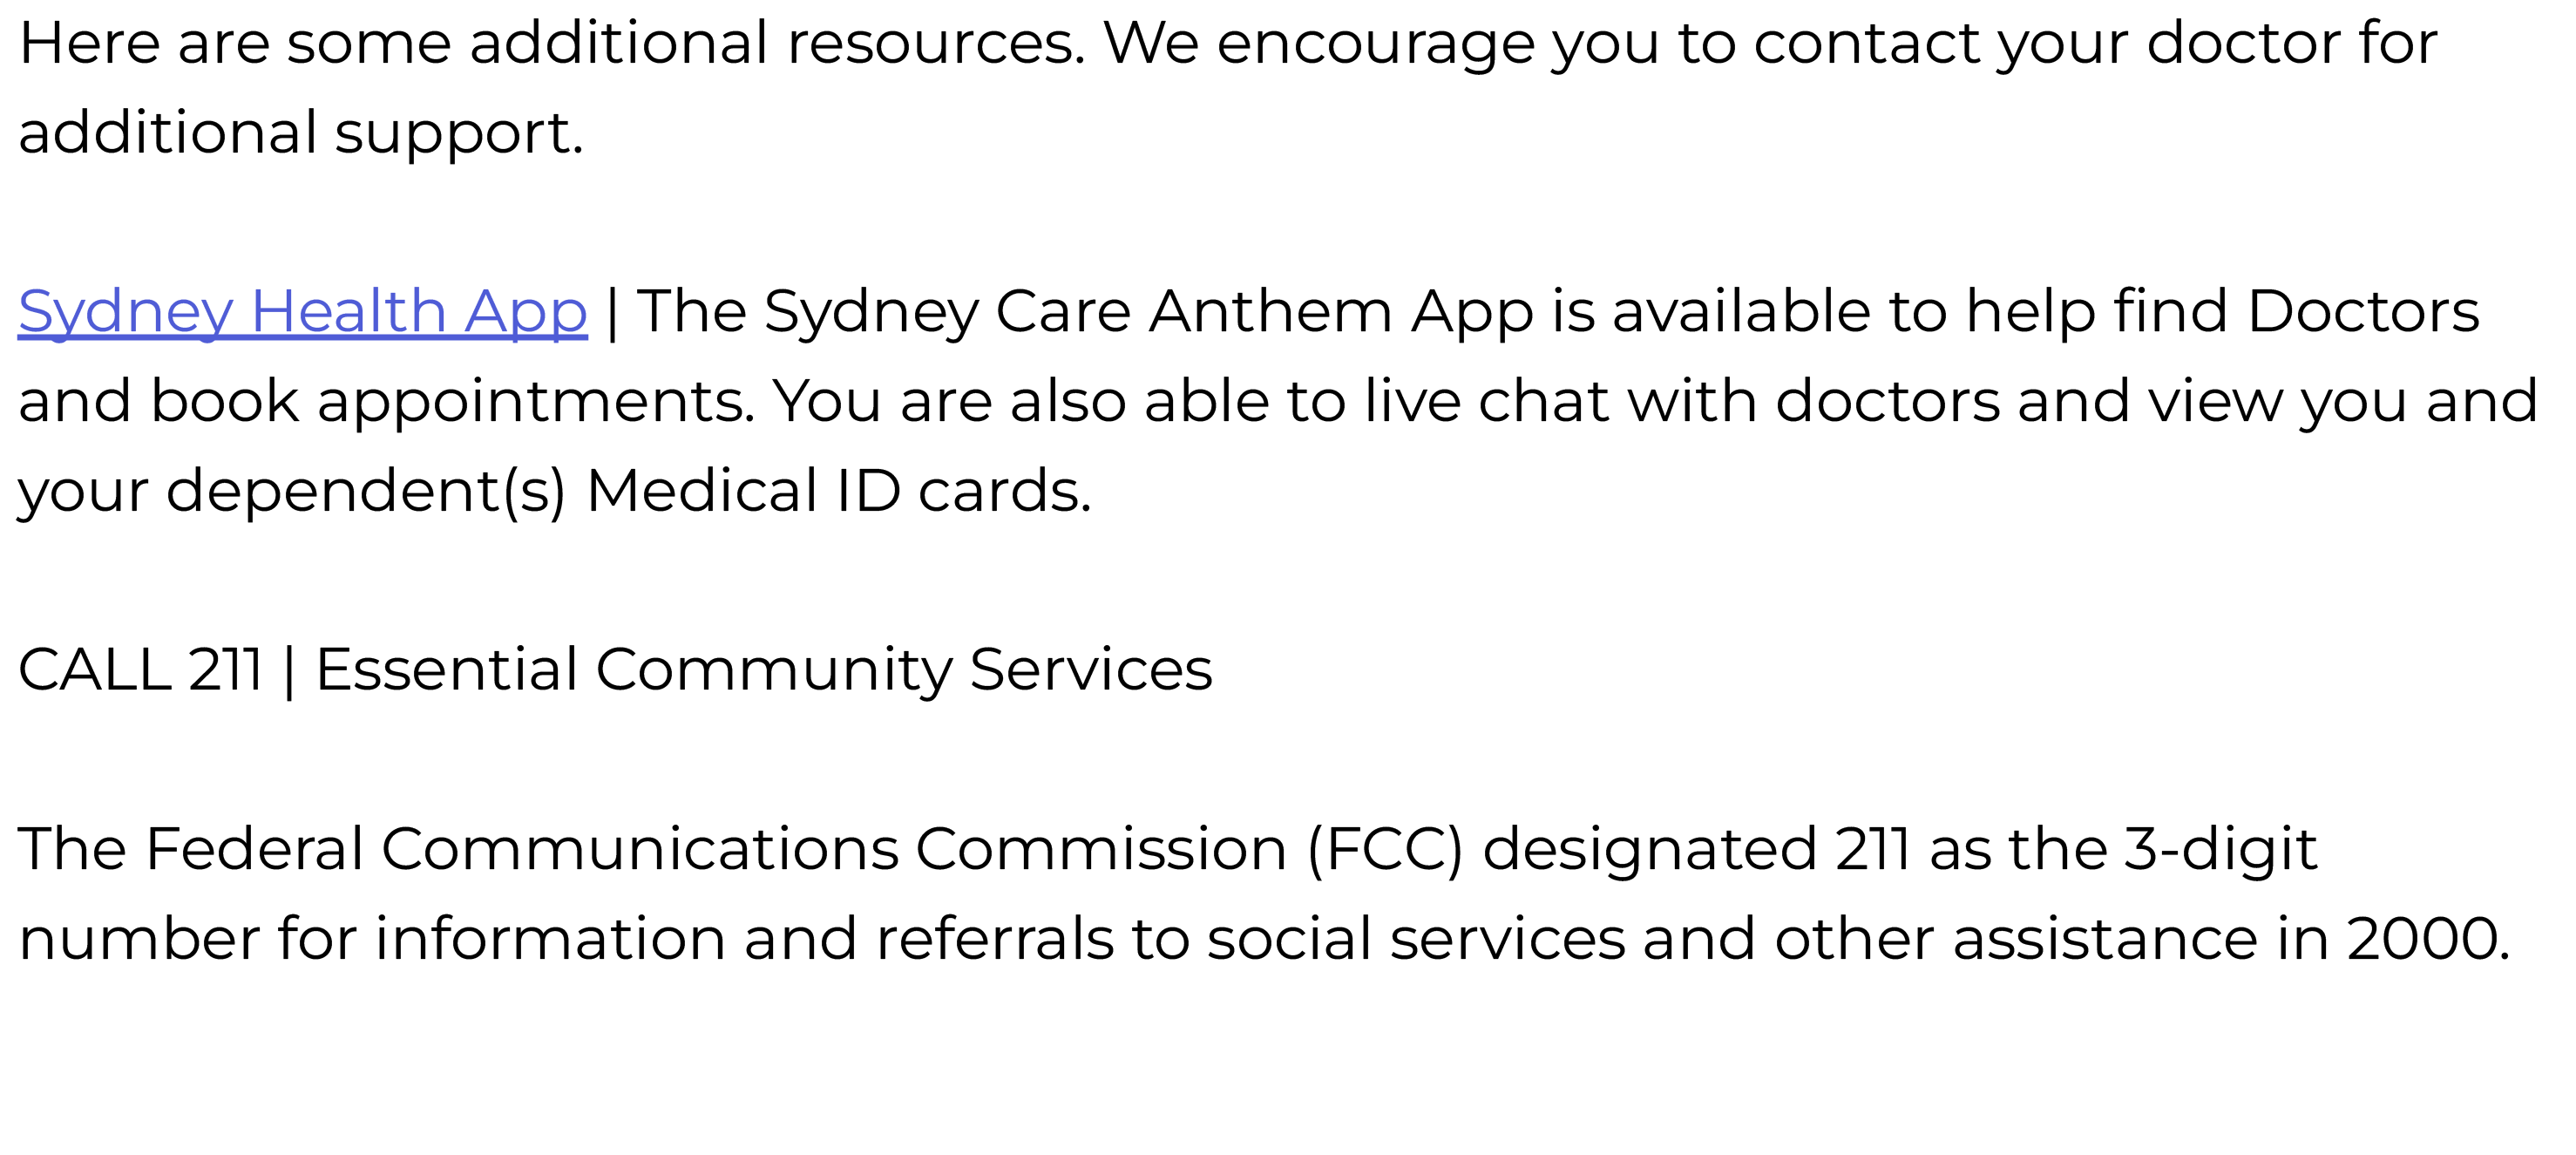 Here are some additional resources. We encourage you to contact your doctor for
additional support.
Sydney Health App | The Sydney Care Anthem App is available to help find Doctors
and book appointments. You are also able to live chat with doctors and view you and
your dependent(s) Medical ID cards.
CALL 211 | Essential Community Services
The Federal Communications Commission (FCC) designated 211 as the 3-digit
number for information and referrals to social services and other assistance in 2000.